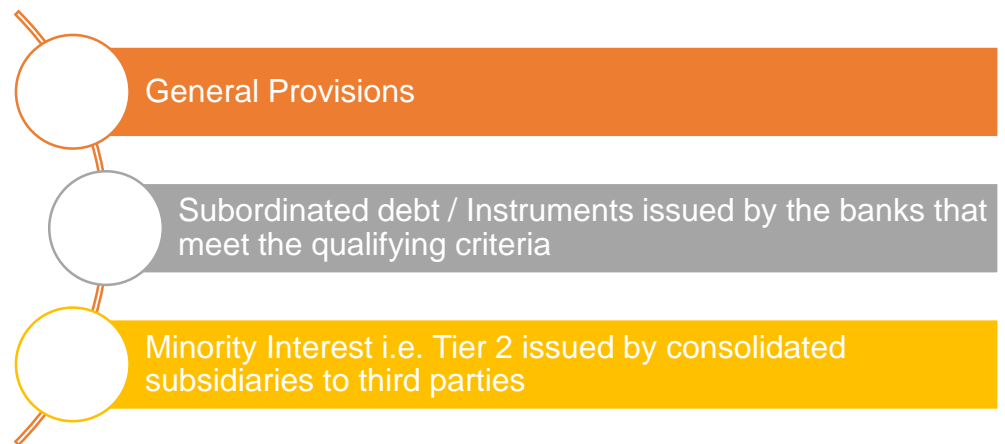 General Provisions
Subordinated debt / Instruments issued by the banks that
meet the qualifying criteria
Minority Interest i.e. Tier 2 issued by consolidated
subsidiaries to third parties